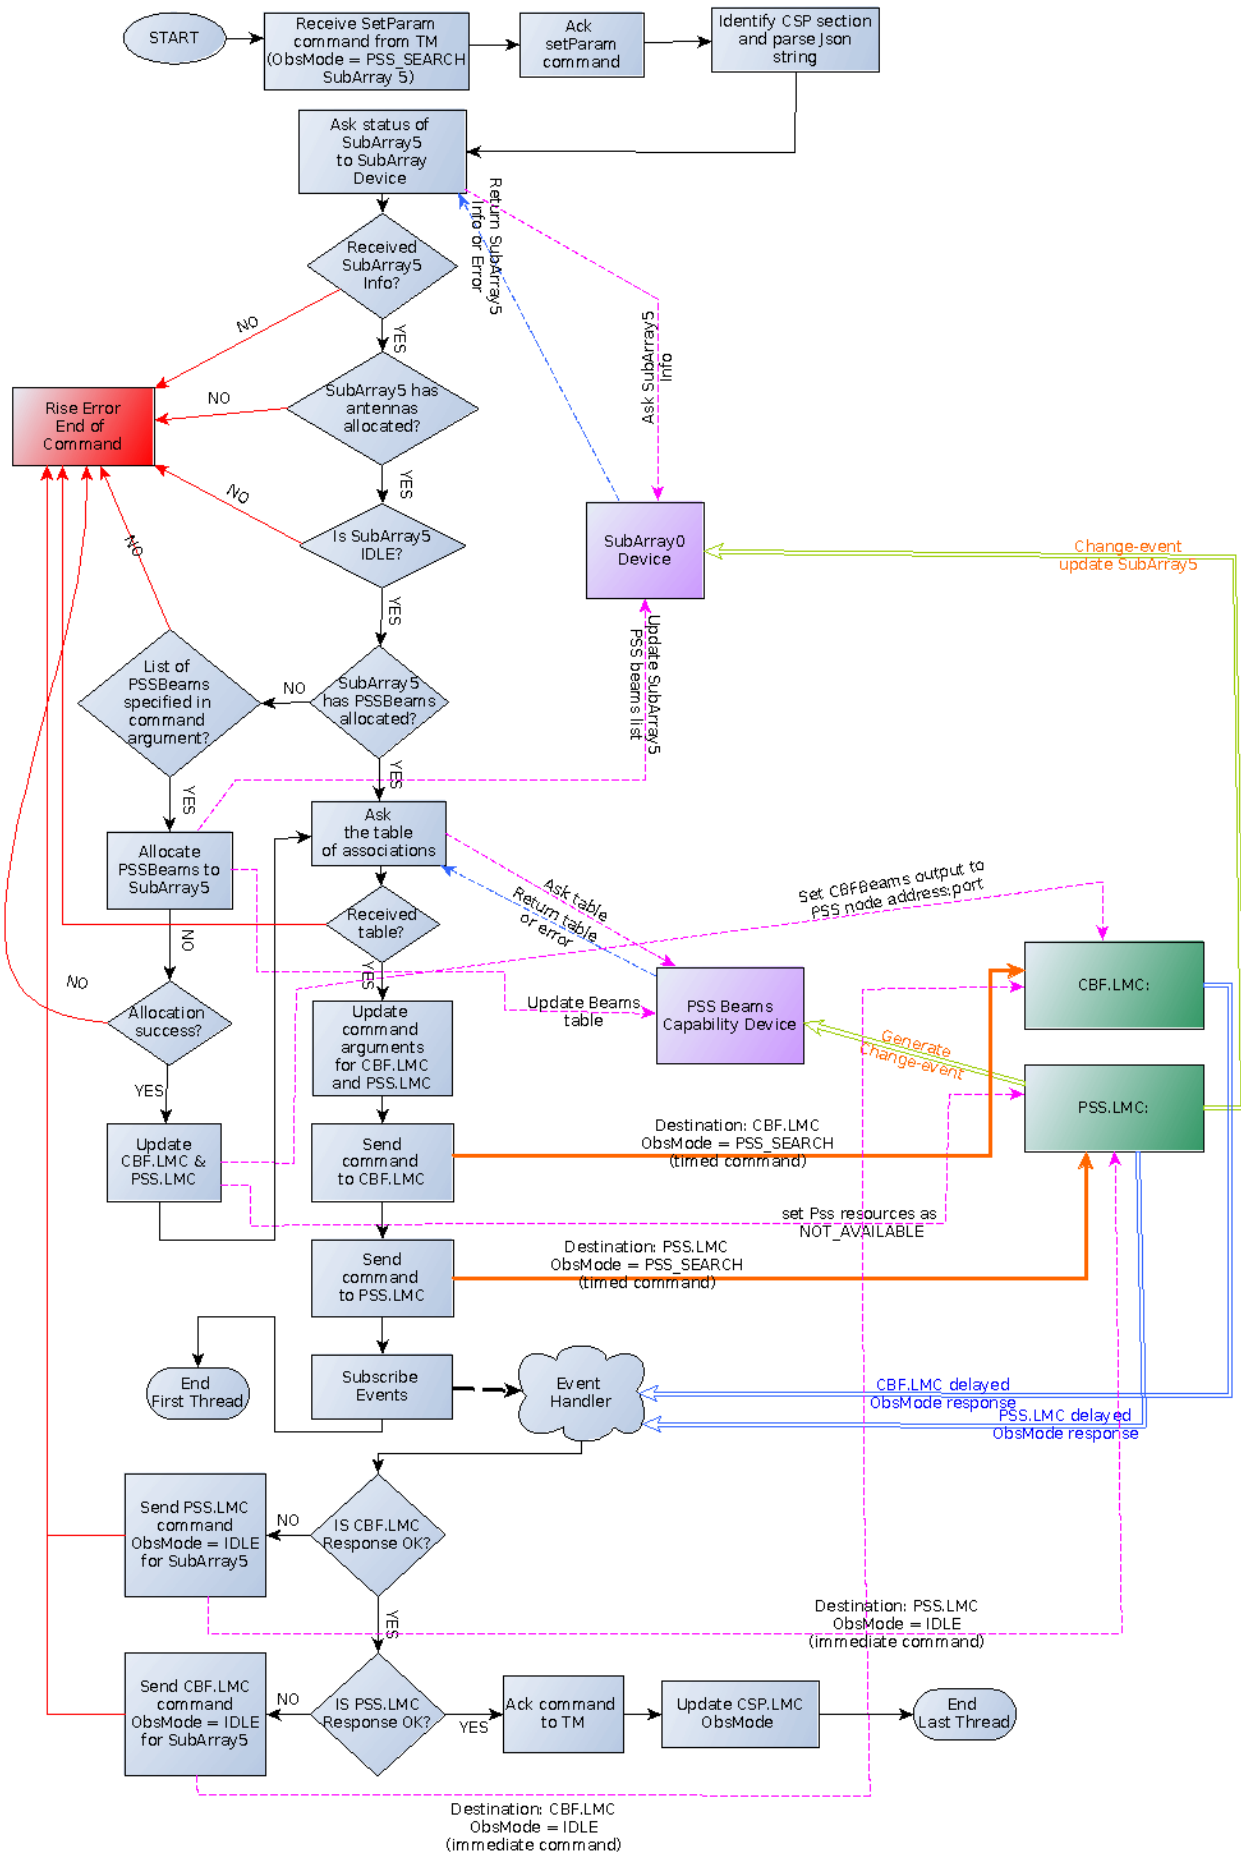 START
Receive SetParam
command from TM
(ObsMode = PSS_SEARCH
SubArray 5)
Ack
setParam
command
Identify CSP section
and parse Json
string
Ask status of
SubArray5
to SubArray
Device
Return SubArray5
Info or Error
Ask SubArray5
Info
Received
SubArray5
Info?
NO
YES
SubArray5 has
antennas
allocated?
NO
YES
Rise Error
End of
Command
Is SubArray5
IDLE?
NO
YES
SubArray0
Device
Change-event
update SubArray5
NO
List of
PSSBeams
specified in
command
argument?
NO
SubArray5
has PSSBeams
allocated?
Update SubArray5
PSS beams list
YES
YES
Allocate
PSSBeams to
SubArray5
Ask
the table
of associations
Ask table
Return table
or error
Set CBFBeams output to
PSS node address:port
NO
Received
table?
YES
NO
Allocation
success?
YES
Update
command
arguments
for CBF.LMC
and PSS.LMC
Update Beams
table
PSS Beams
Capability Device
CBF.LMC:
Generate
Change-event
PSS.LMC:
Update
CBF.LMC &
PSS.LMC
Send
command
to CBF.LMC
Destination: CBF.LMC
ObsMode = PSS_SEARCH
(timed command)
set Pss resources as
NOT_AVAILABLE
Send
command
to PSS.LMC
Destination: PSS.LMC
ObsMode = PSS_SEARCH
(timed command)
End
First Thread
Subscribe
Events
Event
Handler
CBF.LMC delayed
ObsMode response
PSS.LMC delayed
ObsMode response
Send PSS.LMC
command
ObsMode = IDLE
for SubArray5
NO
IS CBF.LMC
Response OK?
YES
Destination: PSS.LMC
ObsMode = IDLE
(immediate command)
Send CBF.LMC
command
ObsMode = IDLE
for SubArray5
NO
IS PSS.LMC
Response OK?
YES
Ack command
to TM
Update CSP.LMC
ObsMode
End
Last Thread
Destination: CBF.LMC
ObsMode = IDLE
(immediate command)